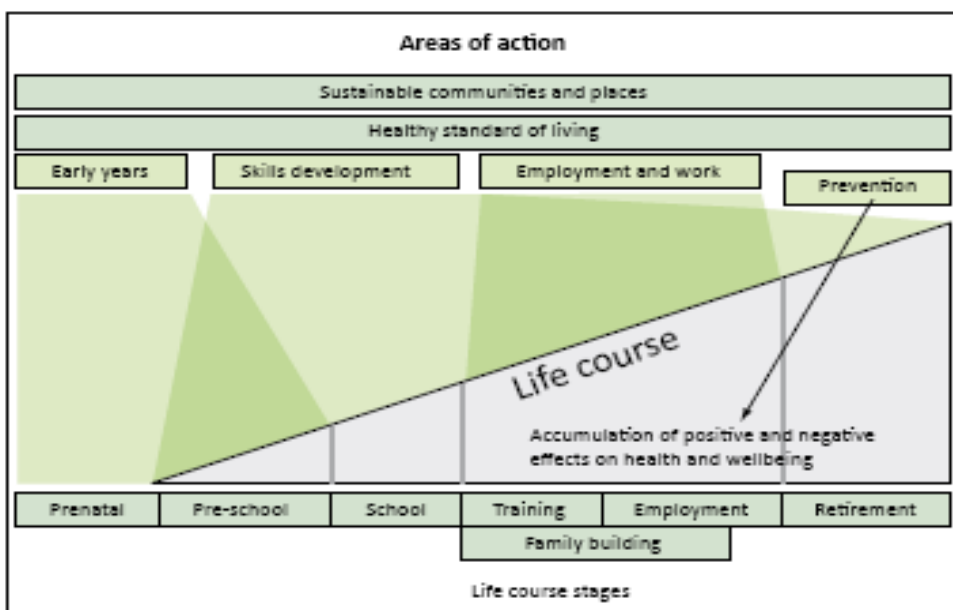 Areas of action
Sustainable communities and places
Healthy standard of living
Early years
Skills development
Employment and work
Prevention
Life course
Accumulation of positive and negative
effects on health and wellbeing
Prenatal
Pre-school
School
Training
Employment
Retirement
Family building
Life course stages